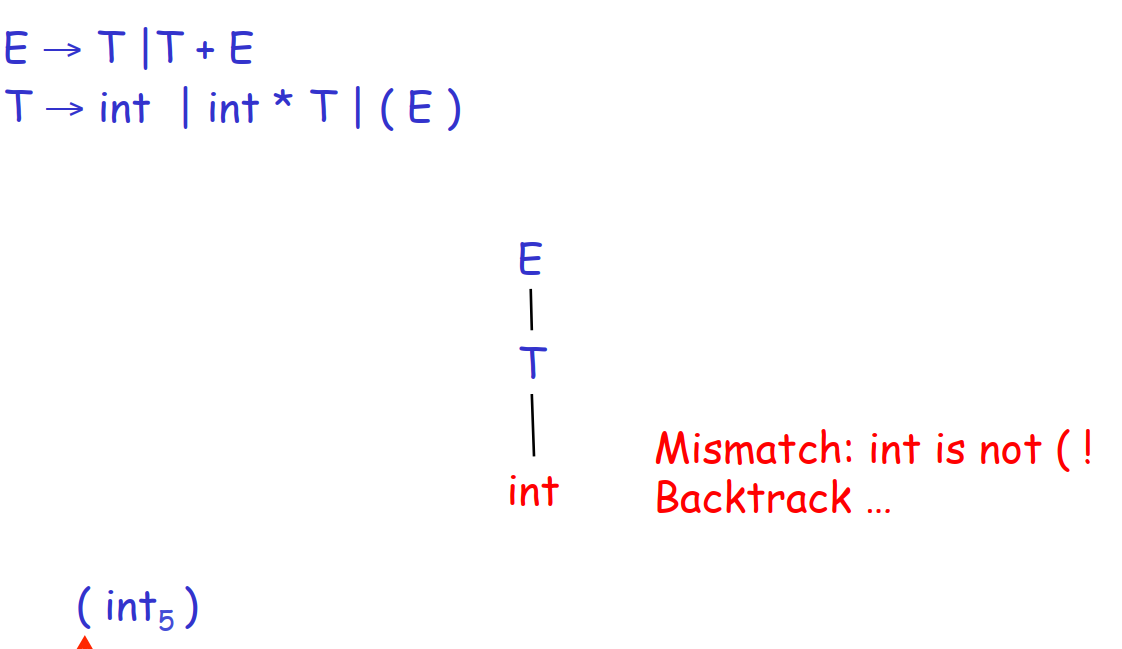 E → T | T + E
T → int | int * T | ( E )
E
T
int
Mismatch: int is not ( !
Backtrack ...
( int₅ )